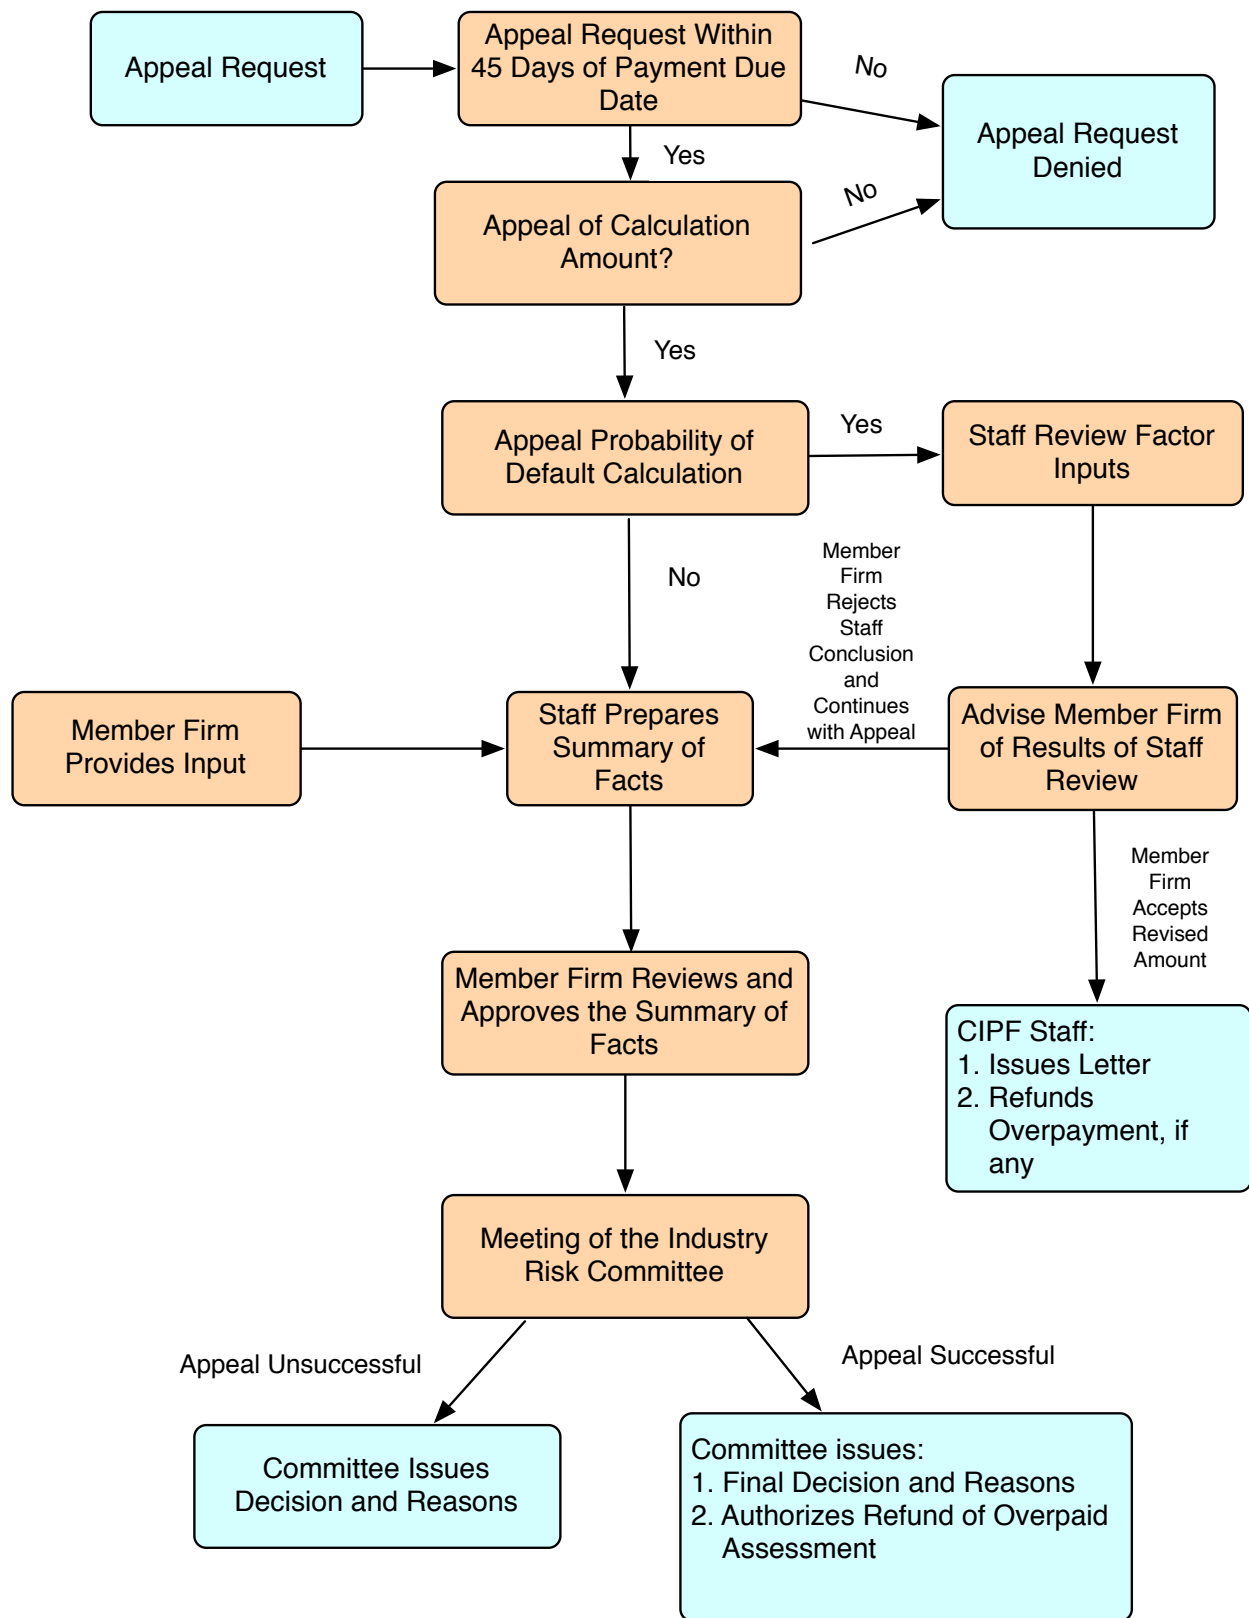 Appeal Request
Appeal Request Within
45 Days of Payment Due
Date
No
Appeal Request
Denied
Yes
Appeal of Calculation
Amount?
No
Yes
Appeal Probability of
Default Calculation
Yes
Staff Review Factor
Inputs
No
Member
Firm
Rejects
Staff
Conclusion
and
Continues
with Appeal
Member Firm
Provides Input
Staff Prepares
Summary of
Facts
Advise Member Firm
of Results of Staff
Review
Member
Firm
Accepts
Revised
Amount
Member Firm Reviews and
Approves the Summary of
Facts
CIPF Staff:
1. Issues Letter
2. Refunds
Overpayment, if
any
Meeting of the Industry
Risk Committee
Appeal Unsuccessful
Appeal Successful
Committee Issues
Decision and Reasons
Committee issues:
1. Final Decision and Reasons
2. Authorizes Refund of Overpaid
Assessment